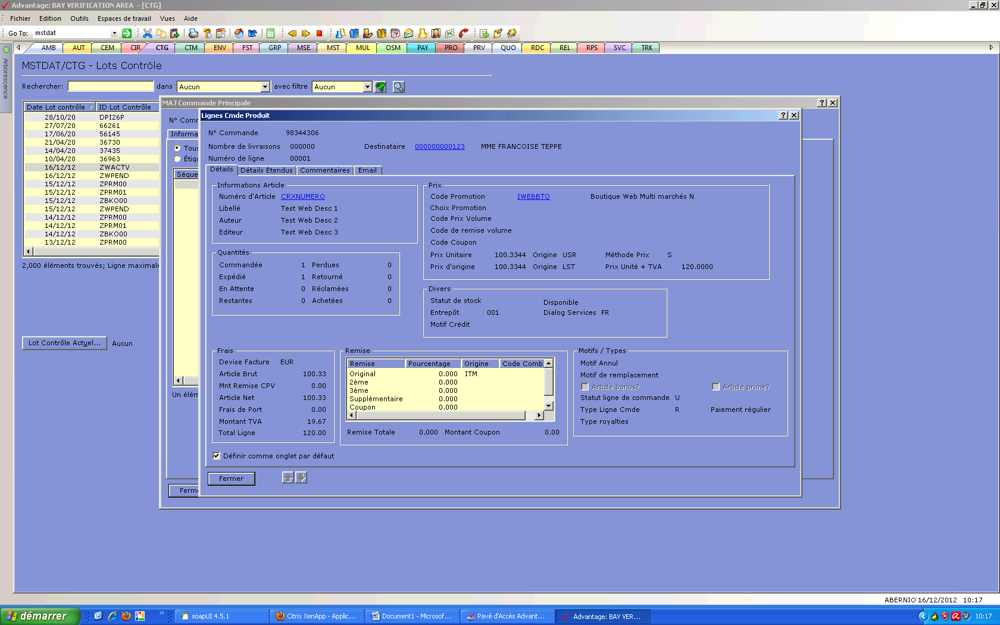 Advantage: BAY VERIFICATION AREA - [CTG]
Fichier Edition Outils Espaces de travail Vues Aide
Go To: mstdat
AMB AUT CEM CIR CTG CTM ENV FST GRP MSE MST MUL OSM PAY PRO PRV QUO RDC REL RPS SVC TRK
Arborescence
MSTDAT/CTG - Lots Contrôle
Rechercher: dans Aucun avec filtre Aucun
Date Lot contrôle ID Lot Contrôle
28/10/20 DPI26P
27/07/20 66261
17/06/20 56145
21/04/20 36730
14/04/20 37435
10/04/20 36963
16/12/12 ZWACTV
16/12/12 ZWPEND
15/12/12 ZPRM00
15/12/12 ZPRM01
15/12/12 ZBKO00
15/12/12 ZWPEND
14/12/12 ZPRM00
14/12/12 ZPRM01
14/12/12 ZBKO00
13/12/12 ZPRM00
2,000 éléments trouvés; Ligne maximale
Lot Contrôle Actuel... Aucun
MAJ Commande Principale
N° Comm
Informa
Tous
Étiqu
Séque
Un élém
Ferme
Lignes Cmde Produit
N° Commande 98344306
Nombre de livraisons 000000 Destinataire 000000000123 MME FRANCOISE TEPPE
Numéro de ligne 00001
Détails Détails Étendus Commentaires Email
Informations Article
Numéro d'Article CRXNUMERO
Libellé Test Web Desc 1
Auteur Test Web Desc 2
Editeur Test Web Desc 3
Quantités
Commandée 1 Perdues 0
Expédié 1 Retourné 0
En Attente 0 Réclamées 0
Restantes 0 Achetées 0
Prix
Code Promotion IWEBBTQ Boutique Web Multi marchés N
Choix Promotion
Code Prix Volume
Code de remise volume
Code Coupon
Prix Unitaire 100.3344 Origine USR Méthode Prix S
Prix d'origine 100.3344 Origine LST Prix Unité + TVA 120.0000
Divers
Statut de stock Disponible
Entrepôt 001 Dialog Services FR
Motif Crédit
Frais
Devise Facture EUR
Article Brut 100.33
Mnt Remise CPV 0.00
Article Net 100.33
Frais de Port 0.00
Montant TVA 19.67
Total Ligne 120.00
Remise
Remise Pourcentage Origine Code Comb
Original 0.000 ITM
2ème 0.000
3ème 0.000
Supplémentaire 0.000
Coupon 0.000
Remise Totale 0.000 Montant Coupon 0.00
Motifs / Types
Motif Annul
Motif de remplacement
Article bonus? Article prime?
Statut ligne de commande U
Type Ligne Cmde R Paiement régulier
Type royalties
Définir comme onglet par défaut
Fermer
ABERNIO 16/12/2012 10:17
démarrer soapUI 4.5.1 Citrix XenApp - Applic... Document1 - Microsof... Pavé d'Accès Advant... Advantage: BAY VER... 10:17